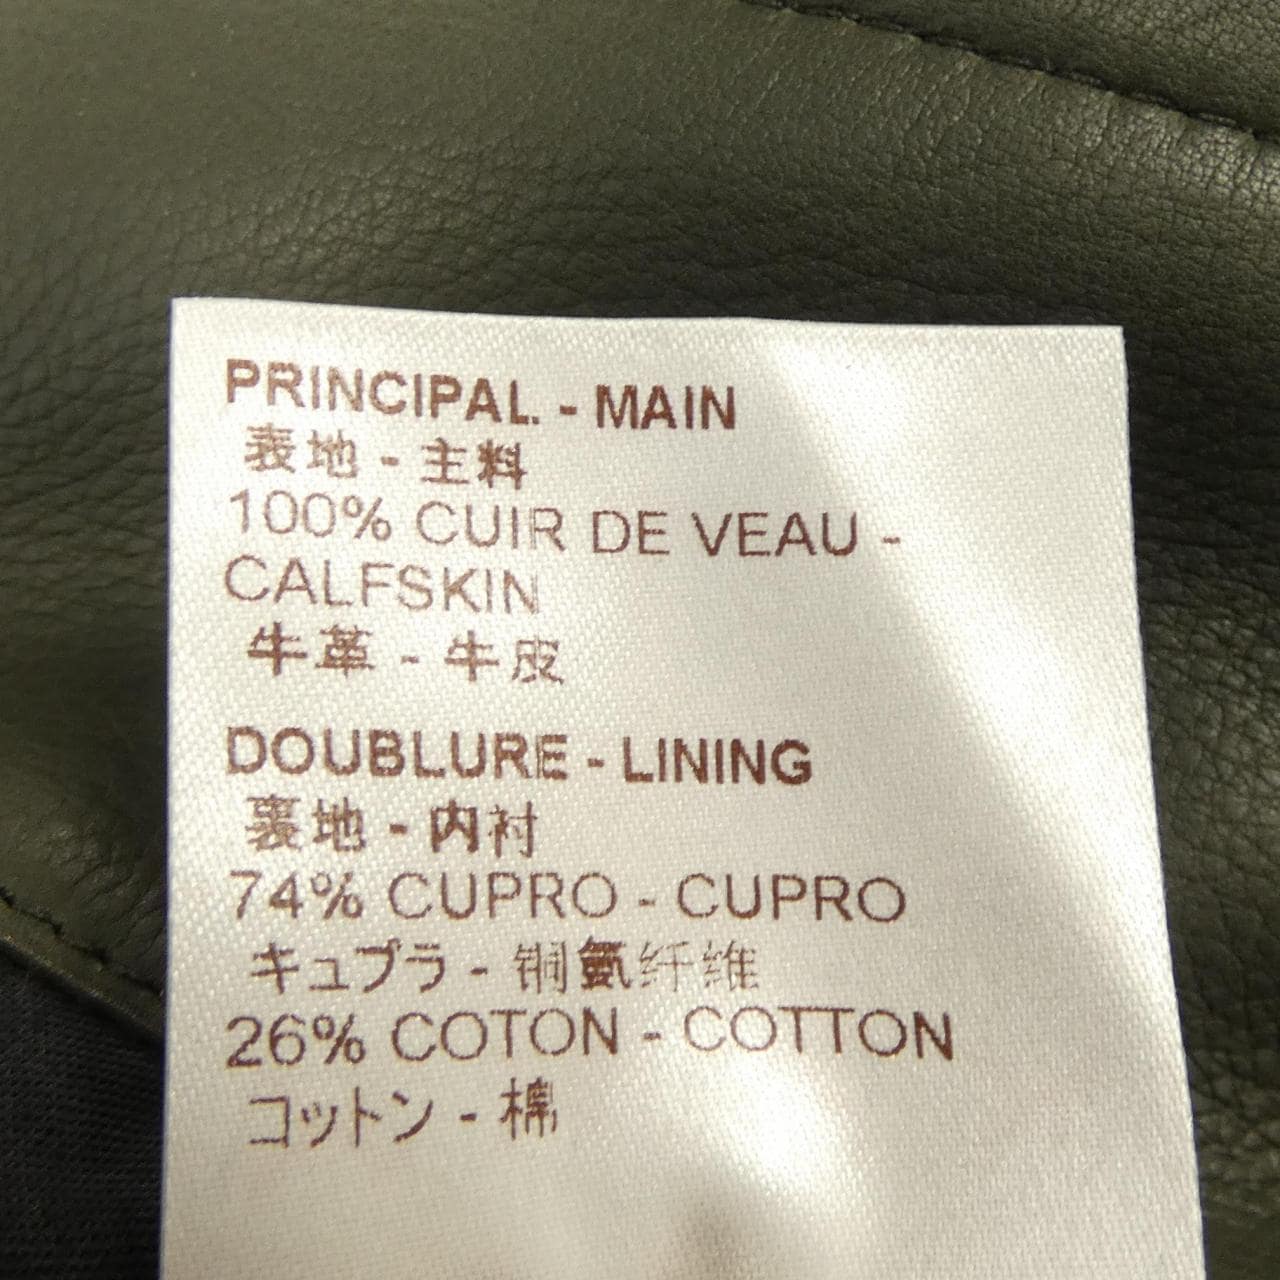 PRINCIPAL - MAIN
表地 - 主料
100% CUIR DE VEAU -
CALFSKIN
牛革 - 牛皮
DOUBLURE - LINING
裏地 - 内衬
74% CUPRO - CUPRO
キュプラ - 铜氨纤维
26% COTON - COTTON
コットン - 棉